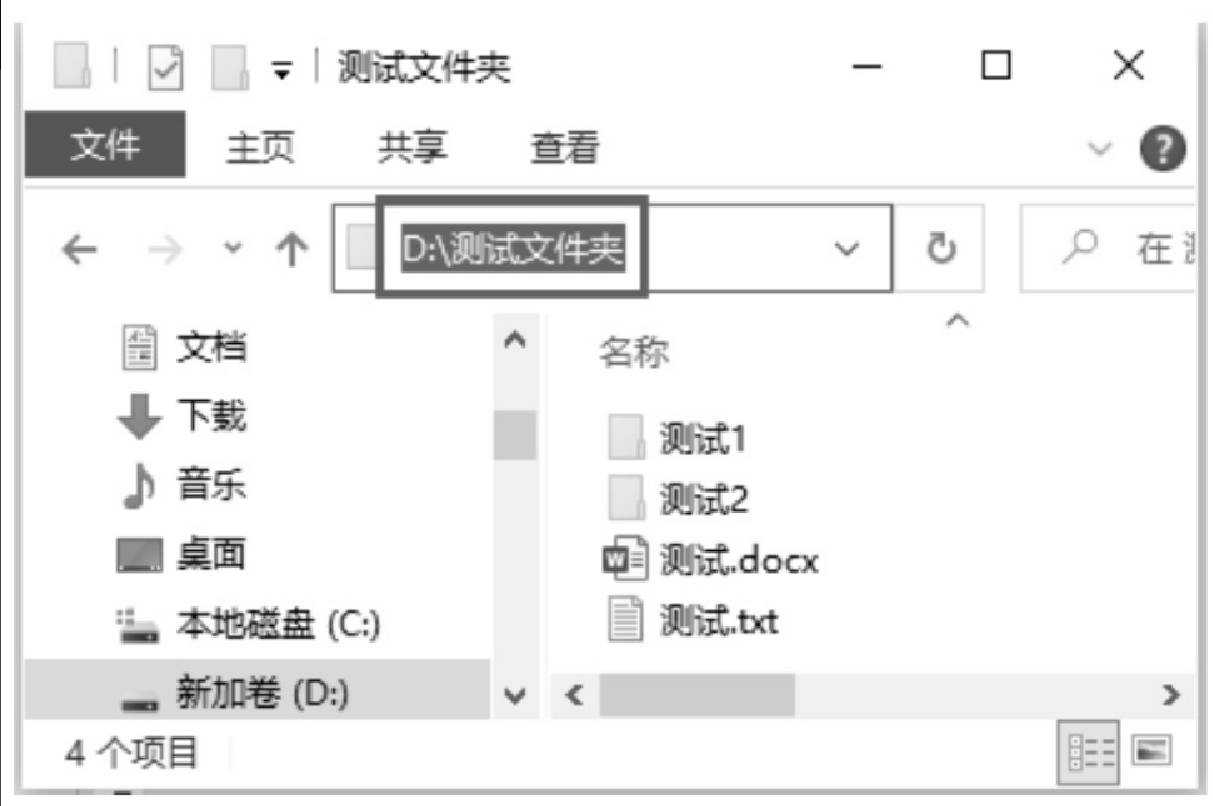 测试文件夹
文件 主页 共享 查看
D:\测试文件夹
在
名称
文档
下载
音乐
桌面
本地磁盘 (C:)
新加卷 (D:)
测试1
测试2
测试.docx
测试.txt
4 个项目